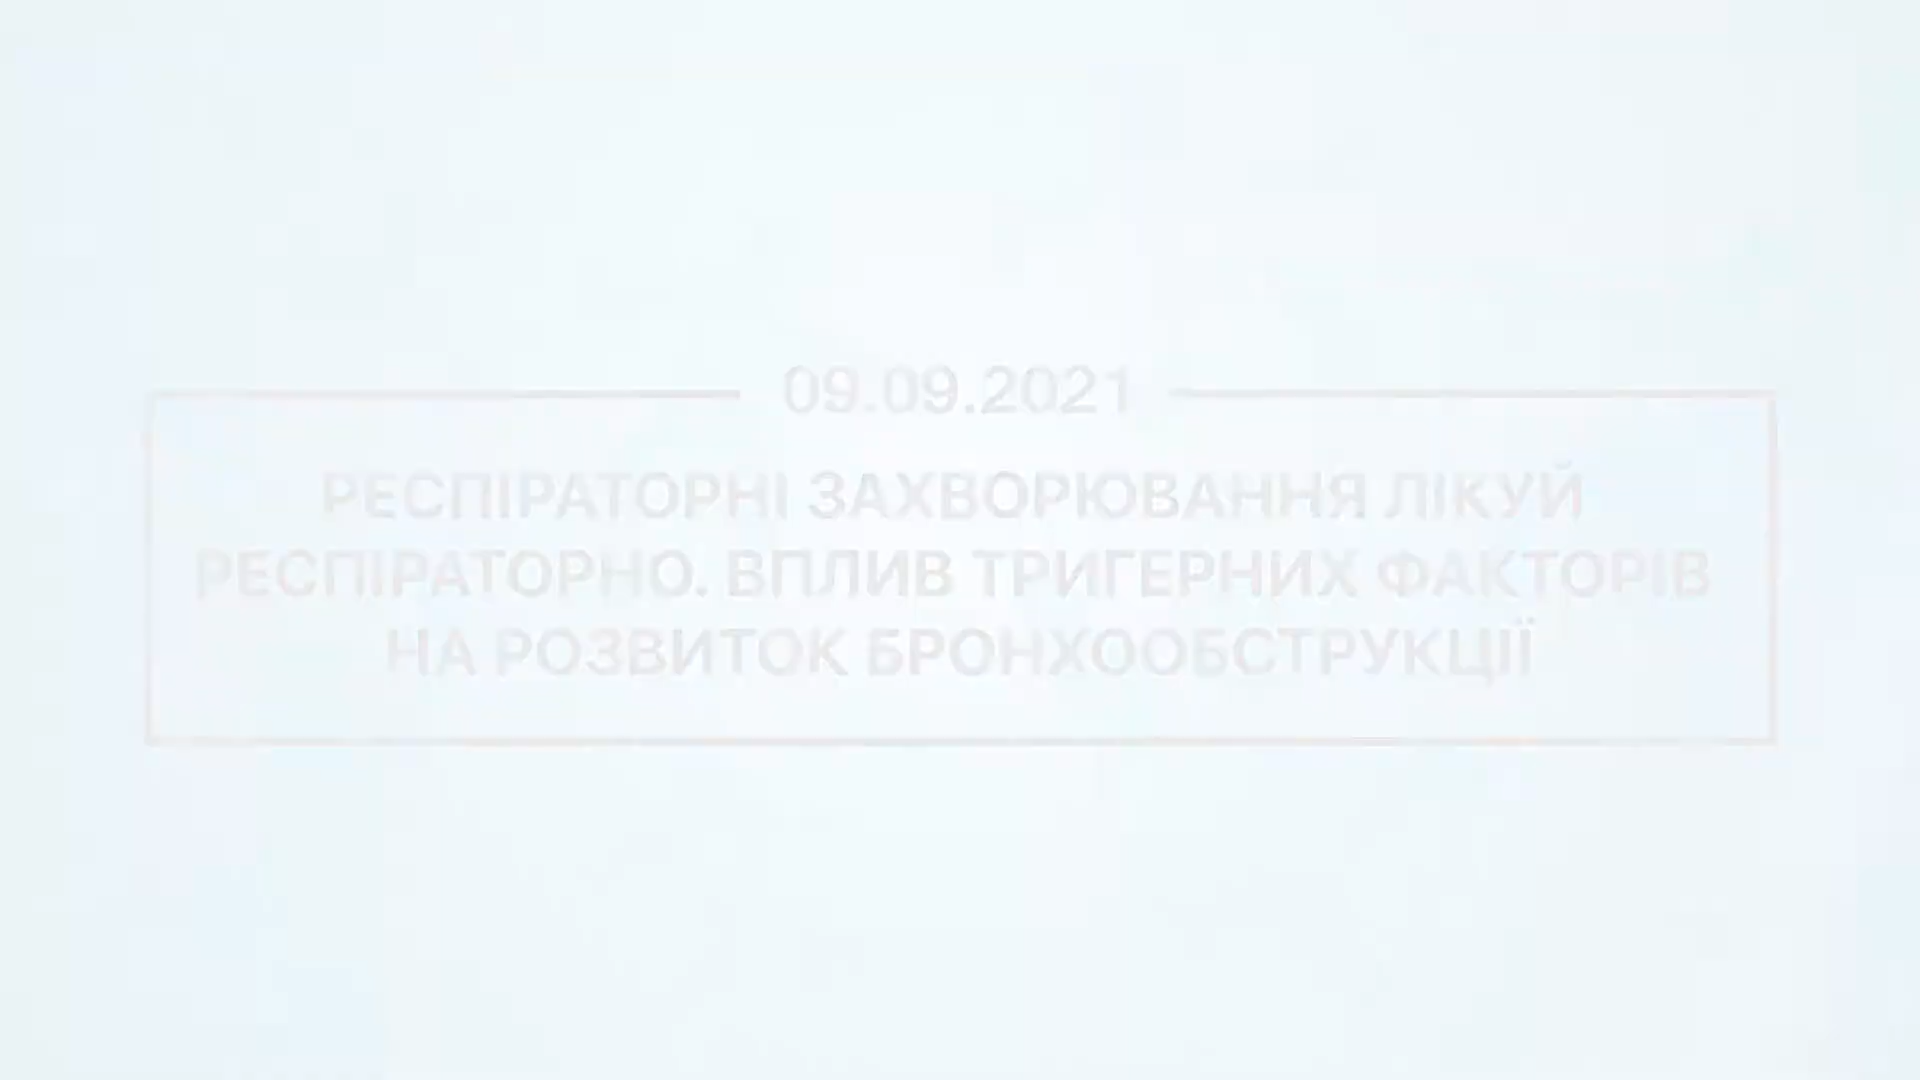 09.09.2021
РЕСПІРАТОРНІ ЗАХВОРЮВАННЯ ЛІКУЙ
РЕСПІРАТОРНО. ВПЛИВ ТРИГЕРНИХ ФАКТОРІВ
НА РОЗВИТОК БРОНХООБСТРУКЦІЇ